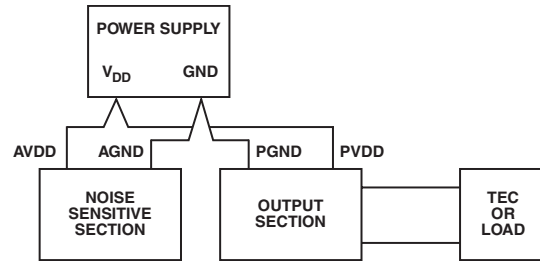 POWER SUPPLY
VDD GND
AVDD AGND PGND PVDD
NOISE
SENSITIVE
SECTION
OUTPUT
SECTION
TEC
OR
LOAD